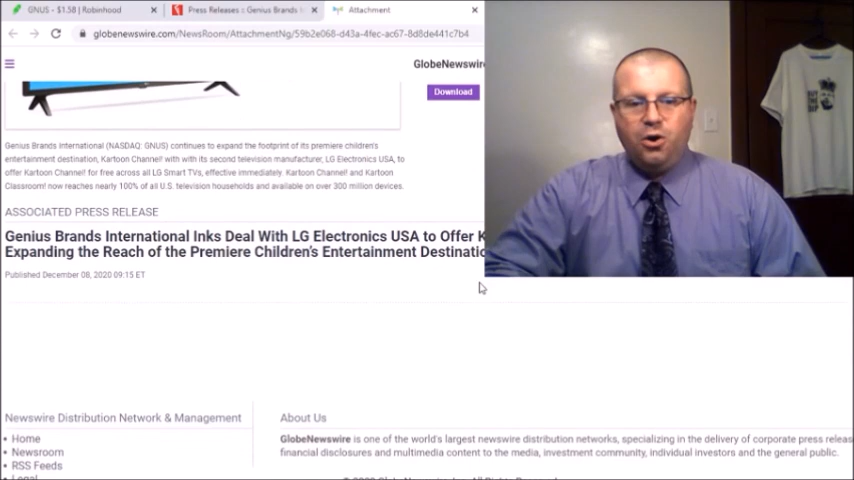 GNUS - $1.58 | Robinhood
Press Releases :: Genius Brands
Attachment
globenewswire.com/NewsRoom/AttachmentNg/59b2e068-d43a-4fec-ac67-8d8de441c7b4
GlobeNewswire
Download
Genius Brands International (NASDAQ: GNUS) continues to expand the footprint of its premiere children's
entertainment destination, Kartoon Channel! with with its second television manufacturer, LG Electronics USA, to
offer Kartoon Channel! for free across all LG Smart TVs, effective immediately. Kartoon Channel! and Kartoon
Classroom! now reaches nearly 100% of all U.S. television households and available on over 300 million devices.
ASSOCIATED PRESS RELEASE
Genius Brands International Inks Deal With LG Electronics USA to Offer K
Expanding the Reach of the Premiere Children's Entertainment Destinatio
Published December 08, 2020 09:15 ET
BUY
THE
DIP
Newswire Distribution Network & Management
• Home
• Newsroom
• RSS Feeds
• Legal
About Us
GlobeNewswire is one of the world's largest newswire distribution networks, specializing in the delivery of corporate press releas
financial disclosures and multimedia content to the media, investment community, individual investors and the general public.